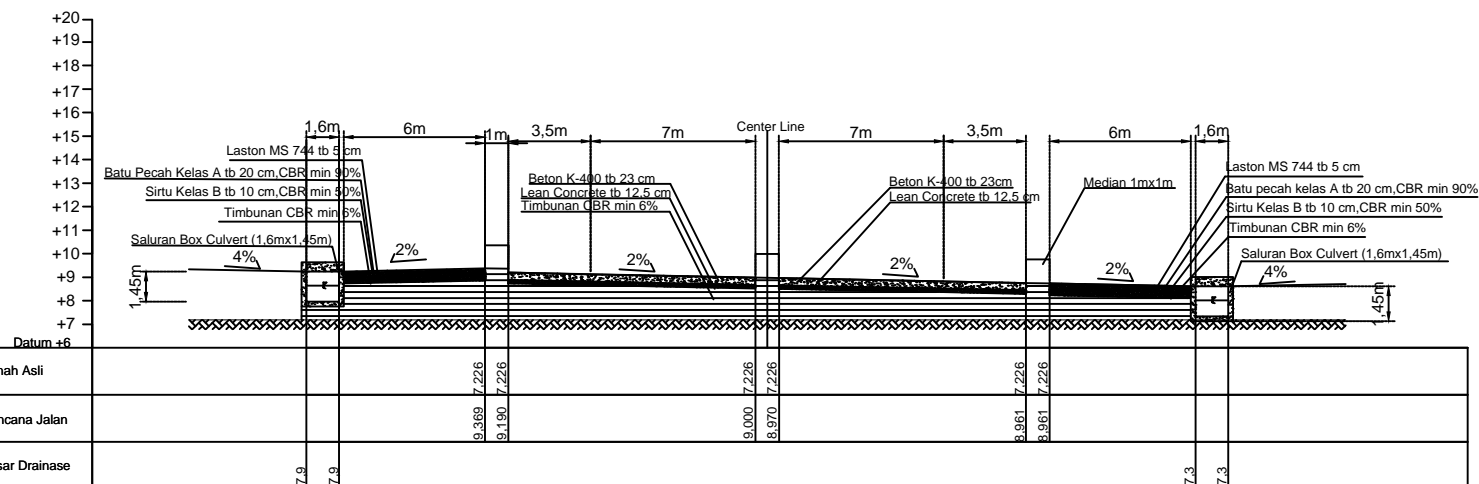 +20
+19
+18
+17
+16
+15
+14
+13
+12
+11
+10
+9
+8
+7
Datum +6
1,6m
6m
1m
3,5m
7m
Center Line
7m
3,5m
6m
1,6m
Laston MS 744 tb 5 cm
Batu Pecah Kelas A tb 20 cm,CBR min 90%
Sirtu Kelas B tb 10 cm,CBR min 50%
Timbunan CBR min 6%
Saluran Box Culvert (1,6mx1,45m)
4%
2%
1,45m
Beton K-400 tb 23 cm
Lean Concrete tb 12,5 cm
Timbunan CBR min 6%
2%
Beton K-400 tb 23cm
Lean Concrete tb 12,5 cm
2%
Median 1mx1m
Laston MS 744 tb 5 cm
Batu pecah kelas A tb 20 cm,CBR min 90%
Sirtu Kelas B tb 10 cm,CBR min 50%
Timbunan CBR min 6%
Saluran Box Culvert (1,6mx1,45m)
2%
4%
1,45m
nah Asli
7,226
7,226
7,226
7,226
7,226
7,226
ncana Jalan
9,369
9,190
9,000
8,970
8,961
8,961
sar Drainase
7,9
7,9
7,3
7,3